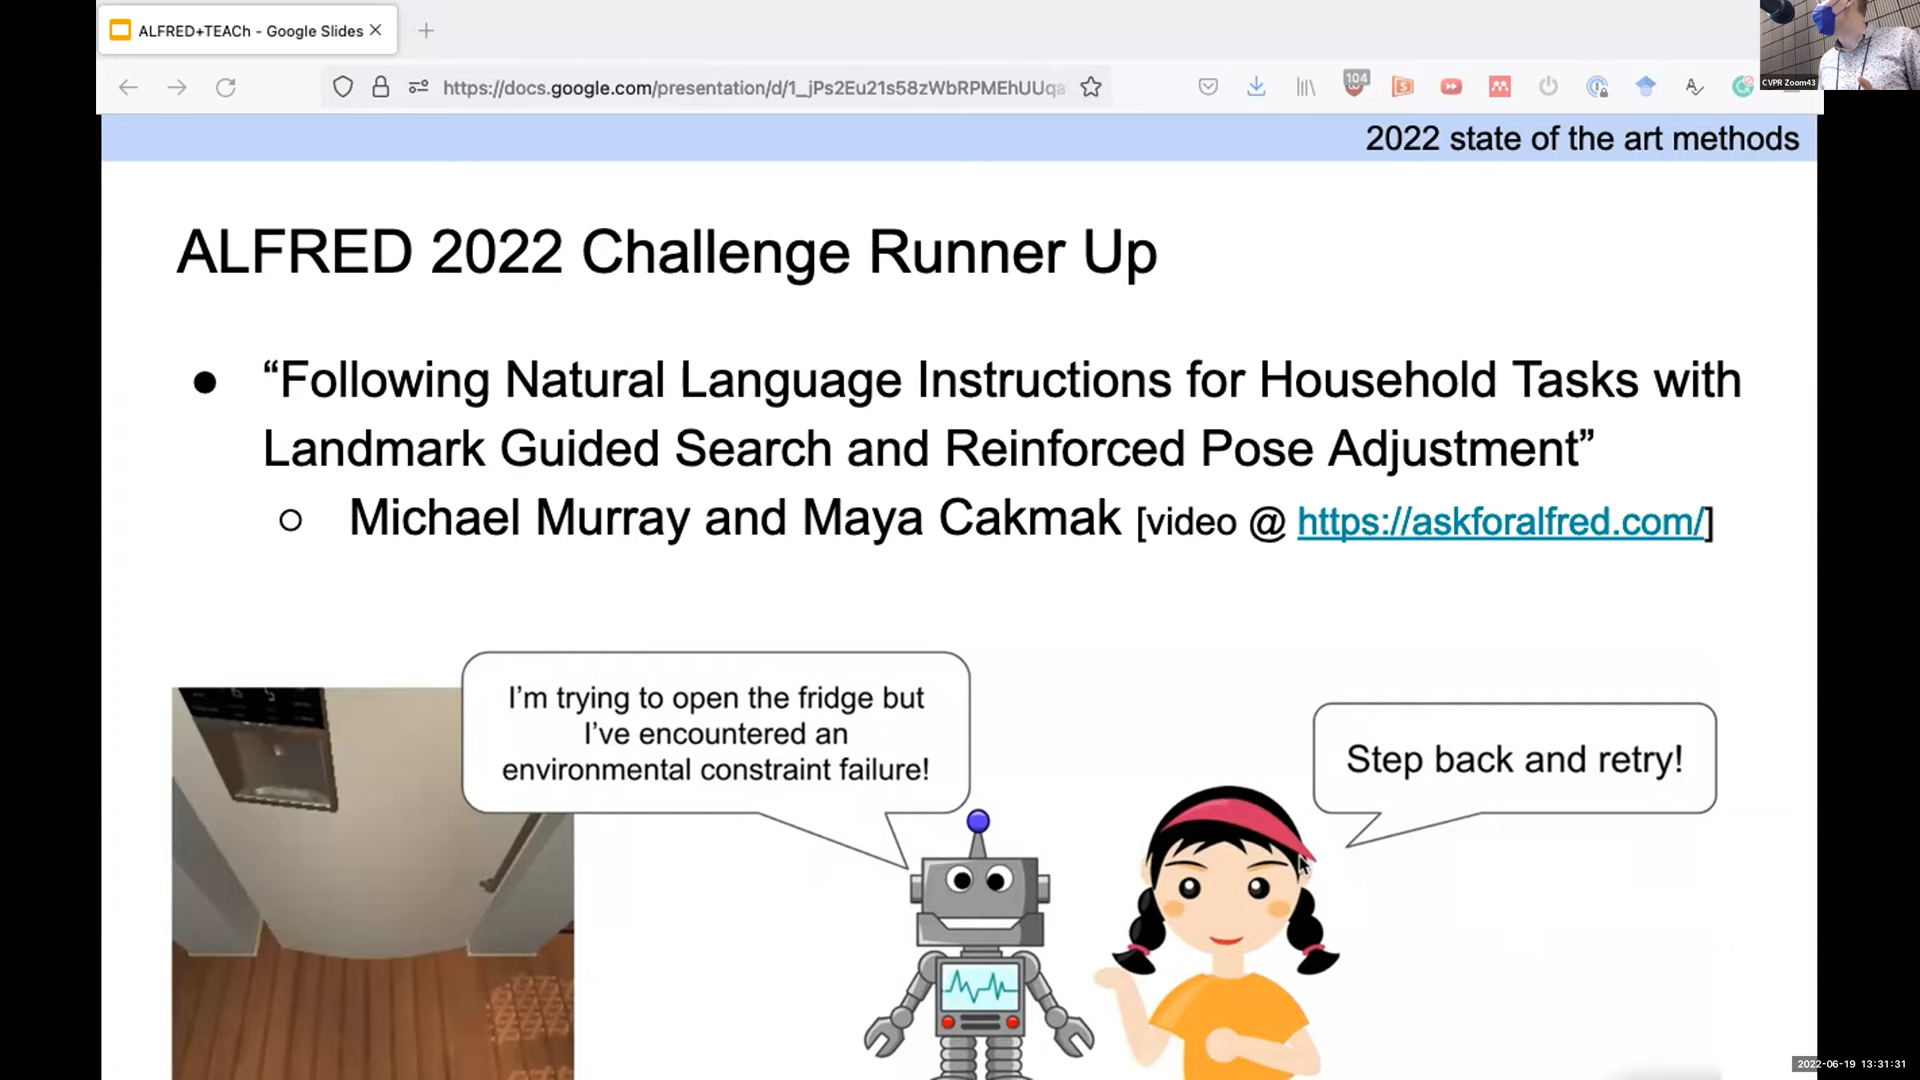 ALFRED+TEACh - Google Slides
https://docs.google.com/presentation/d/1_jPs2Eu21s58zWbRPMEhUUqa
104
CVPR Zoom43
2022 state of the art methods
ALFRED 2022 Challenge Runner Up
“Following Natural Language Instructions for Household Tasks with
Landmark Guided Search and Reinforced Pose Adjustment”
Michael Murray and Maya Cakmak [video @ https://askforalfred.com/]
I’m trying to open the fridge but
I’ve encountered an
environmental constraint failure!
Step back and retry!
2022-06-19 13:31:31